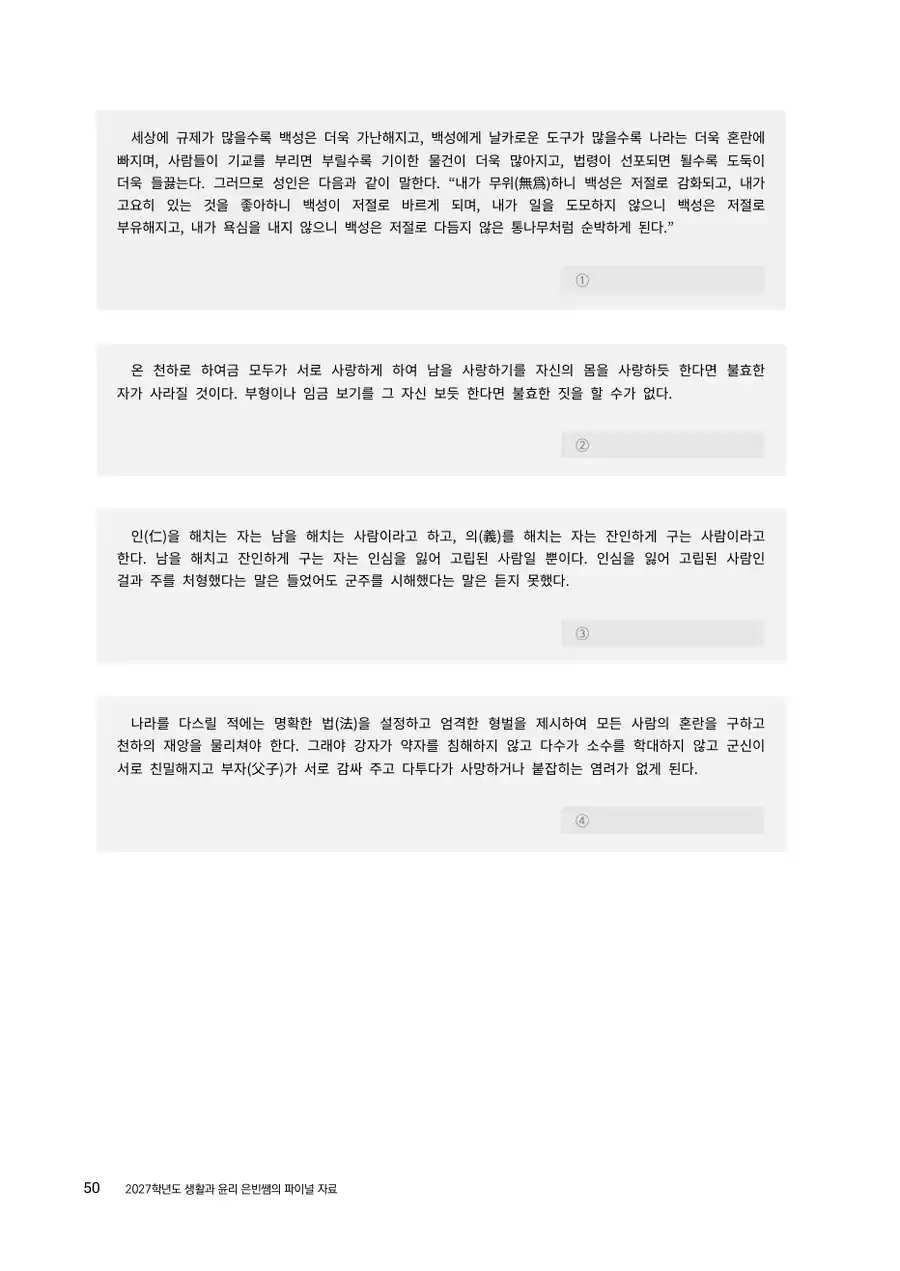 세상에 규제가 많을수록 백성은 더욱 가난해지고, 백성에게 날카로운 도구가 많을수록 나라는 더욱 혼란에
빠지며, 사람들이 기교를 부리면 부릴수록 기이한 물건이 더욱 많아지고, 법령이 선포되면 될수록 도둑이
더욱 들끓는다. 그러므로 성인은 다음과 같이 말한다. “내가 무위(無爲)하니 백성은 저절로 감화되고, 내가
고요히 있는 것을 좋아하니 백성이 저절로 바르게 되며, 내가 일을 도모하지 않으니 백성은 저절로
부유해지고, 내가 욕심을 내지 않으니 백성은 저절로 다듬지 않은 통나무처럼 순박하게 된다.”
①
온 천하로 하여금 모두가 서로 사랑하게 하여 남을 사랑하기를 자신의 몸을 사랑하듯 한다면 불효한
자가 사라질 것이다. 부형이나 임금 보기를 그 자신 보듯 한다면 불효한 짓을 할 수가 없다.
②
인(仁)을 해치는 자는 남을 해치는 사람이라고 하고, 의(義)를 해치는 자는 잔인하게 구는 사람이라고
한다. 남을 해치고 잔인하게 구는 자는 인심을 잃어 고립된 사람일 뿐이다. 인심을 잃어 고립된 사람인
걸과 주를 처형했다는 말은 들었어도 군주를 시해했다는 말은 듣지 못했다.
③
나라를 다스릴 적에는 명확한 법(法)을 설정하고 엄격한 형벌을 제시하여 모든 사람의 혼란을 구하고
천하의 재앙을 물리쳐야 한다. 그래야 강자가 약자를 침해하지 않고 다수가 소수를 학대하지 않고 군신이
서로 친밀해지고 부자(父子)가 서로 감싸 주고 다투다가 사망하거나 붙잡히는 염려가 없게 된다.
④
50 2027학년도 생활과 윤리 은빈쌤의 파이널 자료